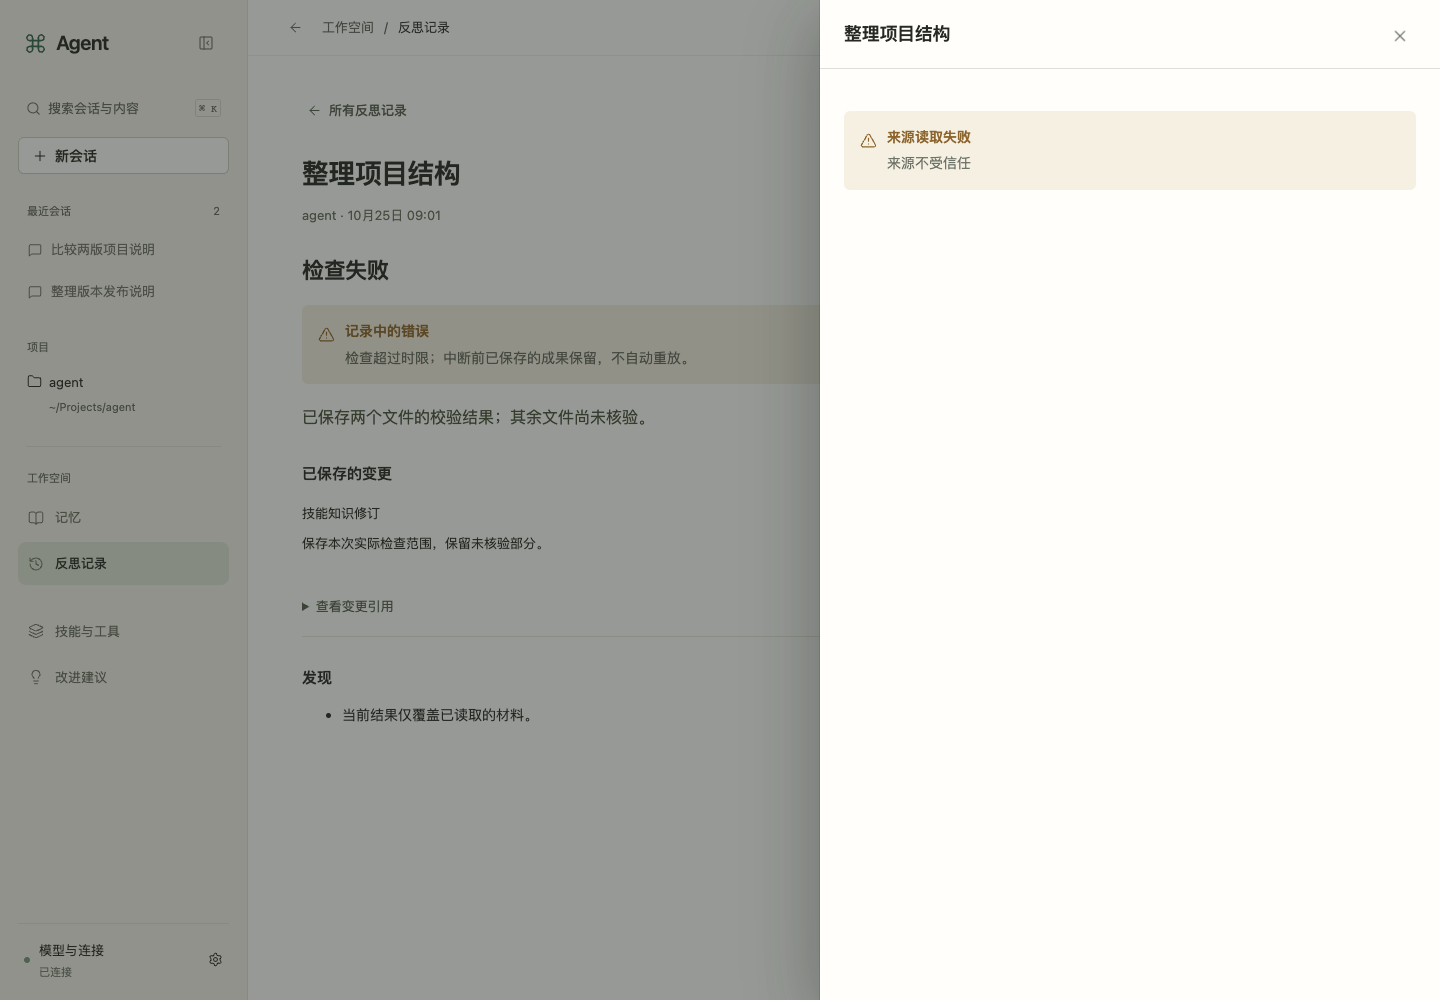 Agent
搜索会话与内容
⌘ K
新会话
最近会话 2
比较两版项目说明
整理版本发布说明
项目
agent
~/Projects/agent
工作空间
记忆
反思记录
技能与工具
改进建议
模型与连接
已连接
工作空间 / 反思记录
所有反思记录
整理项目结构
agent · 10月25日 09:01
检查失败
记录中的错误
检查超过时限；中断前已保存的成果保留，不自动重放。
已保存两个文件的校验结果；其余文件尚未核验。
已保存的变更
技能知识修订
保存本次实际检查范围，保留未核验部分。
查看变更引用
发现
当前结果仅覆盖已读取的材料。
整理项目结构
来源读取失败
来源不受信任